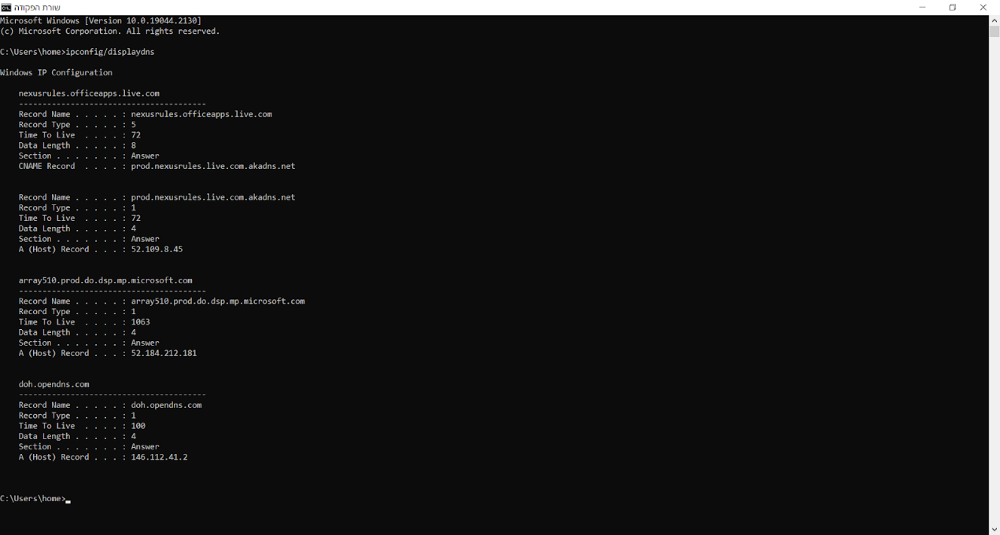 שורת הפקודה
Microsoft Windows [Version 10.0.19044.2130]
(c) Microsoft Corporation. All rights reserved.
C:\Users\home>ipconfig/displaydns
Windows IP Configuration
nexusrules.officeapps.live.com
----------------------------------------
Record Name . . . . . : nexusrules.officeapps.live.com
Record Type . . . . . : 5
Time To Live  . . . . : 72
Data Length . . . . . : 8
Section . . . . . . . : Answer
CNAME Record  . . . . : prod.nexusrules.live.com.akadns.net
Record Name . . . . . : prod.nexusrules.live.com.akadns.net
Record Type . . . . . : 1
Time To Live  . . . . : 72
Data Length . . . . . : 4
Section . . . . . . . : Answer
A (Host) Record . . . : 52.109.8.45
array510.prod.do.dsp.mp.microsoft.com
----------------------------------------
Record Name . . . . . : array510.prod.do.dsp.mp.microsoft.com
Record Type . . . . . : 1
Time To Live  . . . . : 1063
Data Length . . . . . : 4
Section . . . . . . . : Answer
A (Host) Record . . . : 52.184.212.181
doh.opendns.com
----------------------------------------
Record Name . . . . . : doh.opendns.com
Record Type . . . . . : 1
Time To Live  . . . . : 100
Data Length . . . . . : 4
Section . . . . . . . : Answer
A (Host) Record . . . : 146.112.41.2
C:\Users\home>